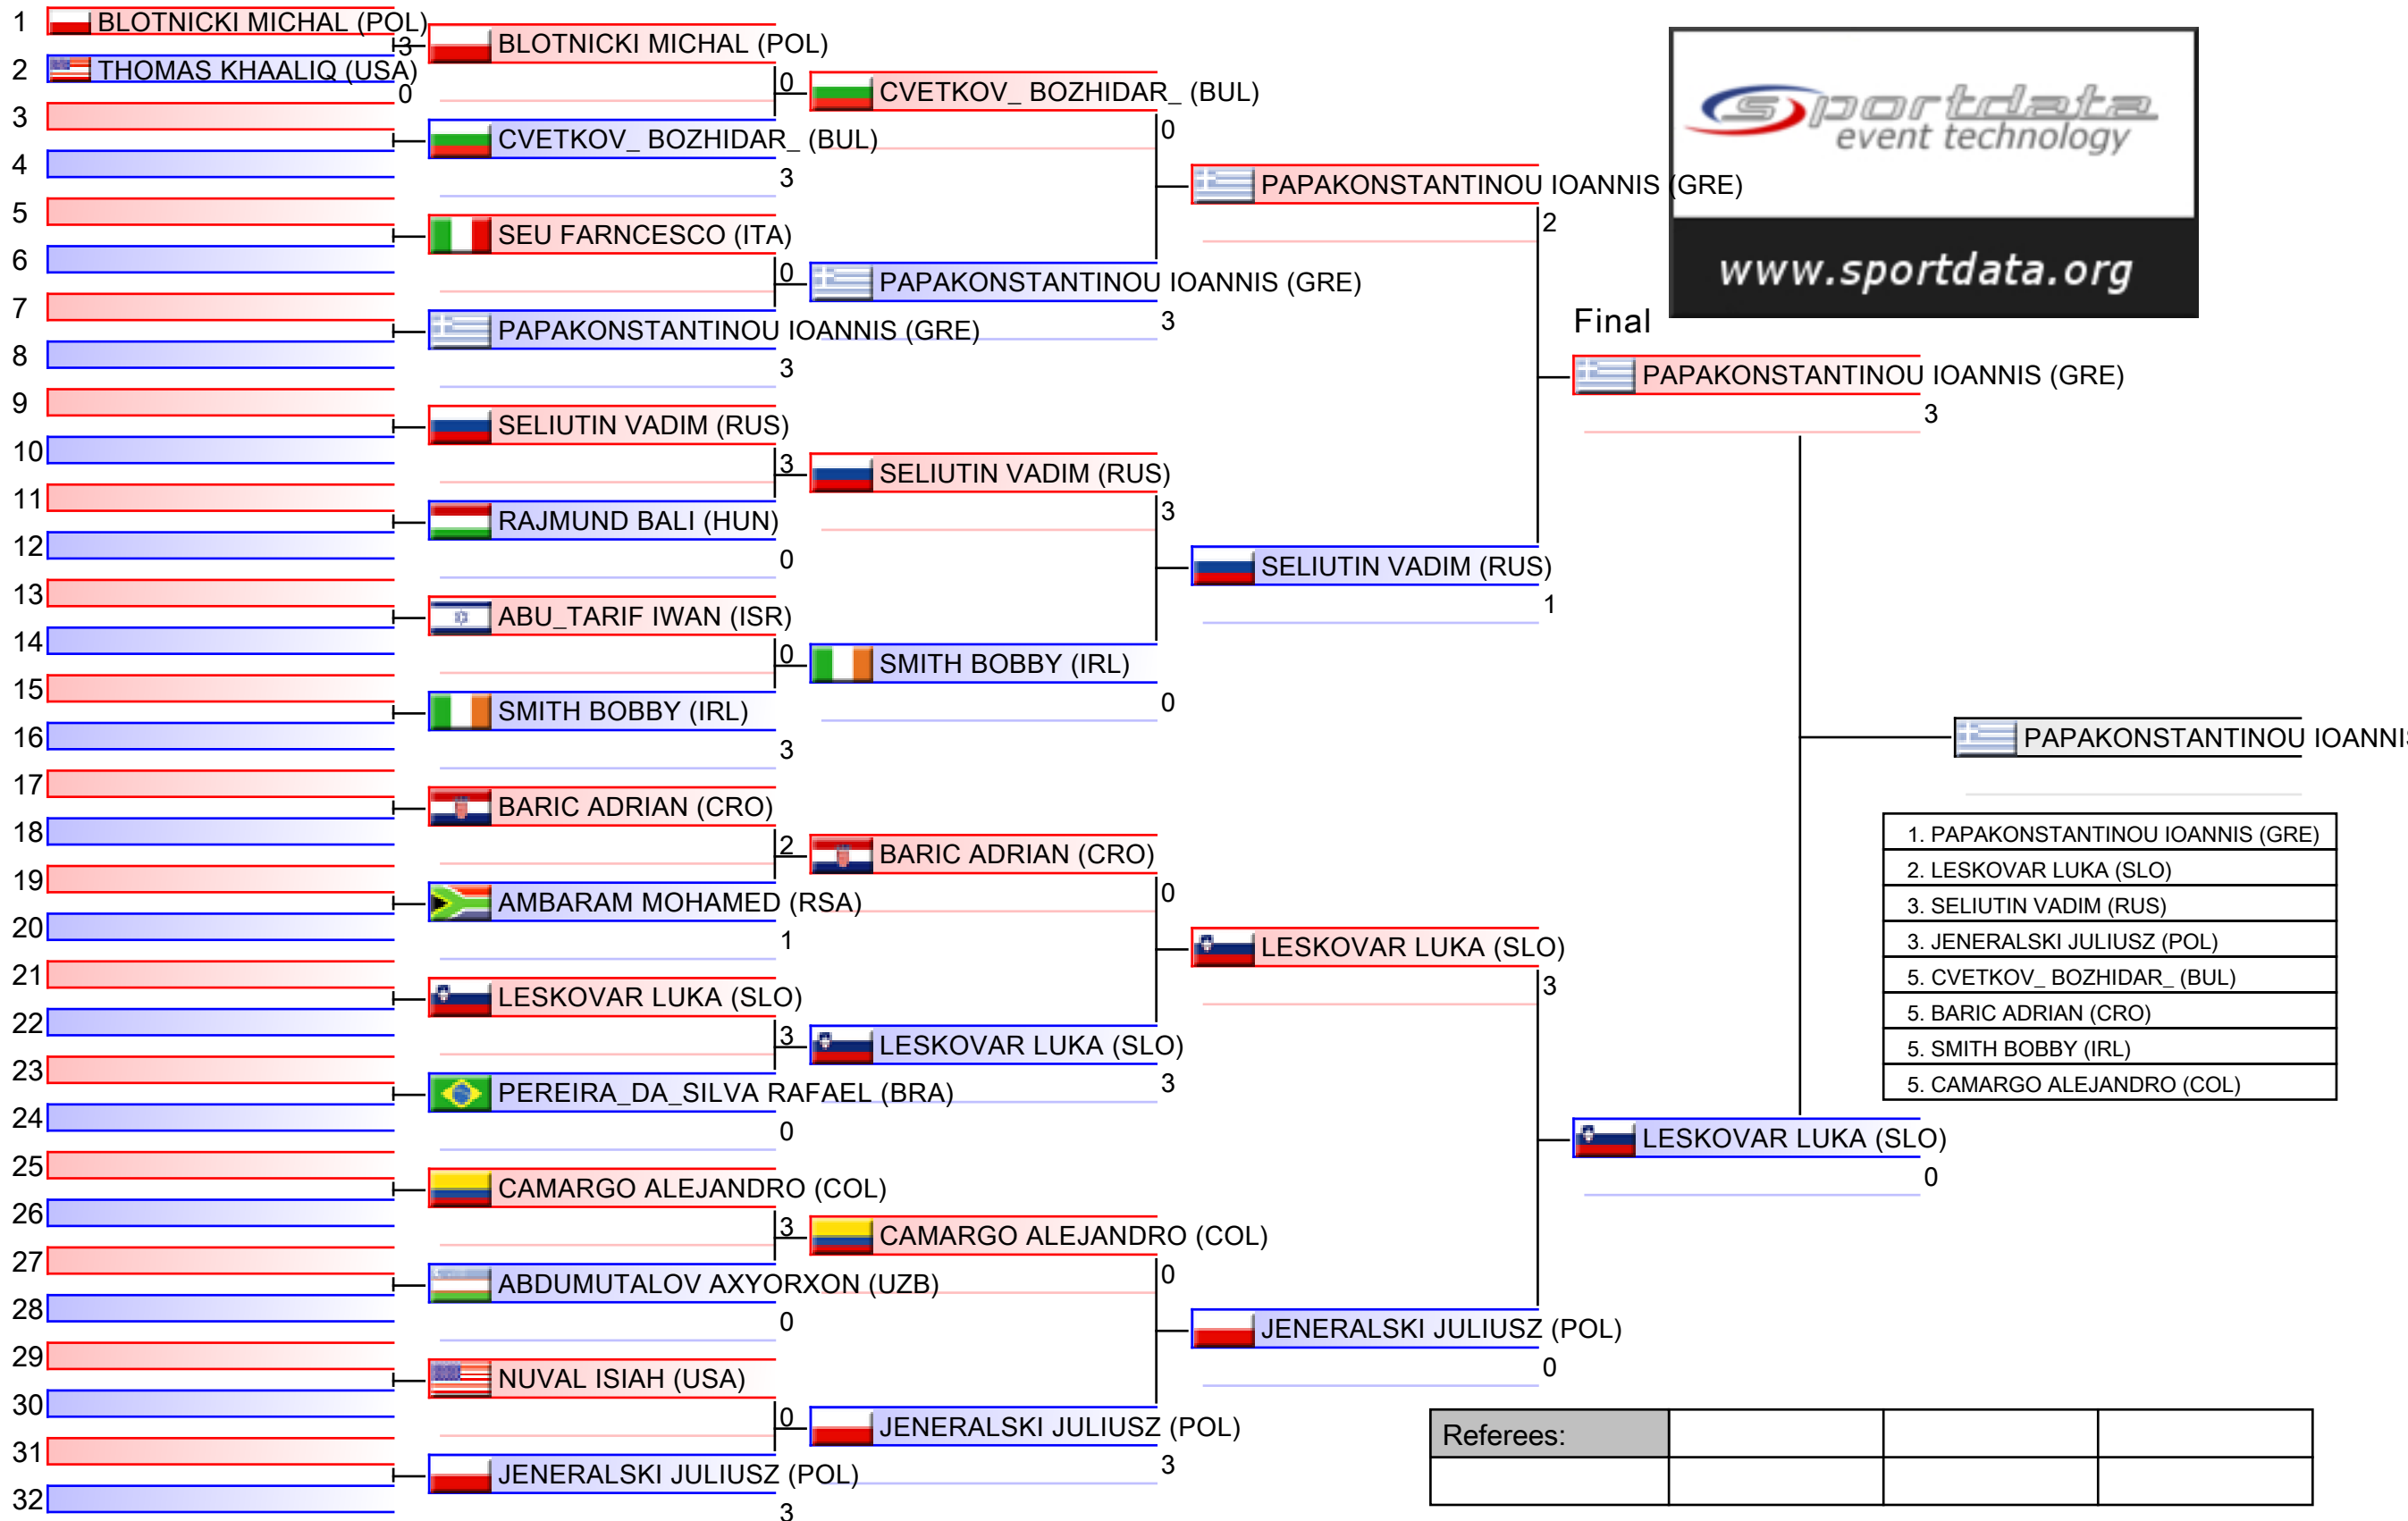 1 BLOTNICKI MICHAL (POL)
3
2 THOMAS KHAALIQ (USA)
0
3
4
5
6
7
8
9
10
11
12
13
14
15
16
17
18
19
20
21
22
23
24
25
26
27
28
29
30
31
32
BLOTNICKI MICHAL (POL)
0
CVETKOV_ BOZHIDAR_ (BUL)
3
SEU FARNCESCO (ITA)
0
PAPAKONSTANTINOU IOANNIS (GRE)
3
SELIUTIN VADIM (RUS)
3
RAJMUND BALI (HUN)
0
ABU_TARIF IWAN (ISR)
0
SMITH BOBBY (IRL)
3
BARIC ADRIAN (CRO)
2
AMBARAM MOHAMED (RSA)
1
LESKOVAR LUKA (SLO)
3
PEREIRA_DA_SILVA RAFAEL (BRA)
0
CAMARGO ALEJANDRO (COL)
3
ABDUMUTALOV AXYORXON (UZB)
0
NUVAL ISIAH (USA)
0
JENERALSKI JULIUSZ (POL)
3
CVETKOV_ BOZHIDAR_ (BUL)
0
PAPAKONSTANTINOU IOANNIS (GRE)
3
SELIUTIN VADIM (RUS)
3
SMITH BOBBY (IRL)
0
BARIC ADRIAN (CRO)
0
LESKOVAR LUKA (SLO)
3
CAMARGO ALEJANDRO (COL)
0
JENERALSKI JULIUSZ (POL)
3
PAPAKONSTANTINOU IOANNIS (GRE)
2
SELIUTIN VADIM (RUS)
1
LESKOVAR LUKA (SLO)
3
JENERALSKI JULIUSZ (POL)
0
sportdata
event technology
www.sportdata.org
Final
PAPAKONSTANTINOU IOANNIS (GRE)
3
LESKOVAR LUKA (SLO)
0
PAPAKONSTANTINOU IOANNIS
1. PAPAKONSTANTINOU IOANNIS (GRE)
2. LESKOVAR LUKA (SLO)
3. SELIUTIN VADIM (RUS)
3. JENERALSKI JULIUSZ (POL)
5. CVETKOV_ BOZHIDAR_ (BUL)
5. BARIC ADRIAN (CRO)
5. SMITH BOBBY (IRL)
5. CAMARGO ALEJANDRO (COL)
Referees: